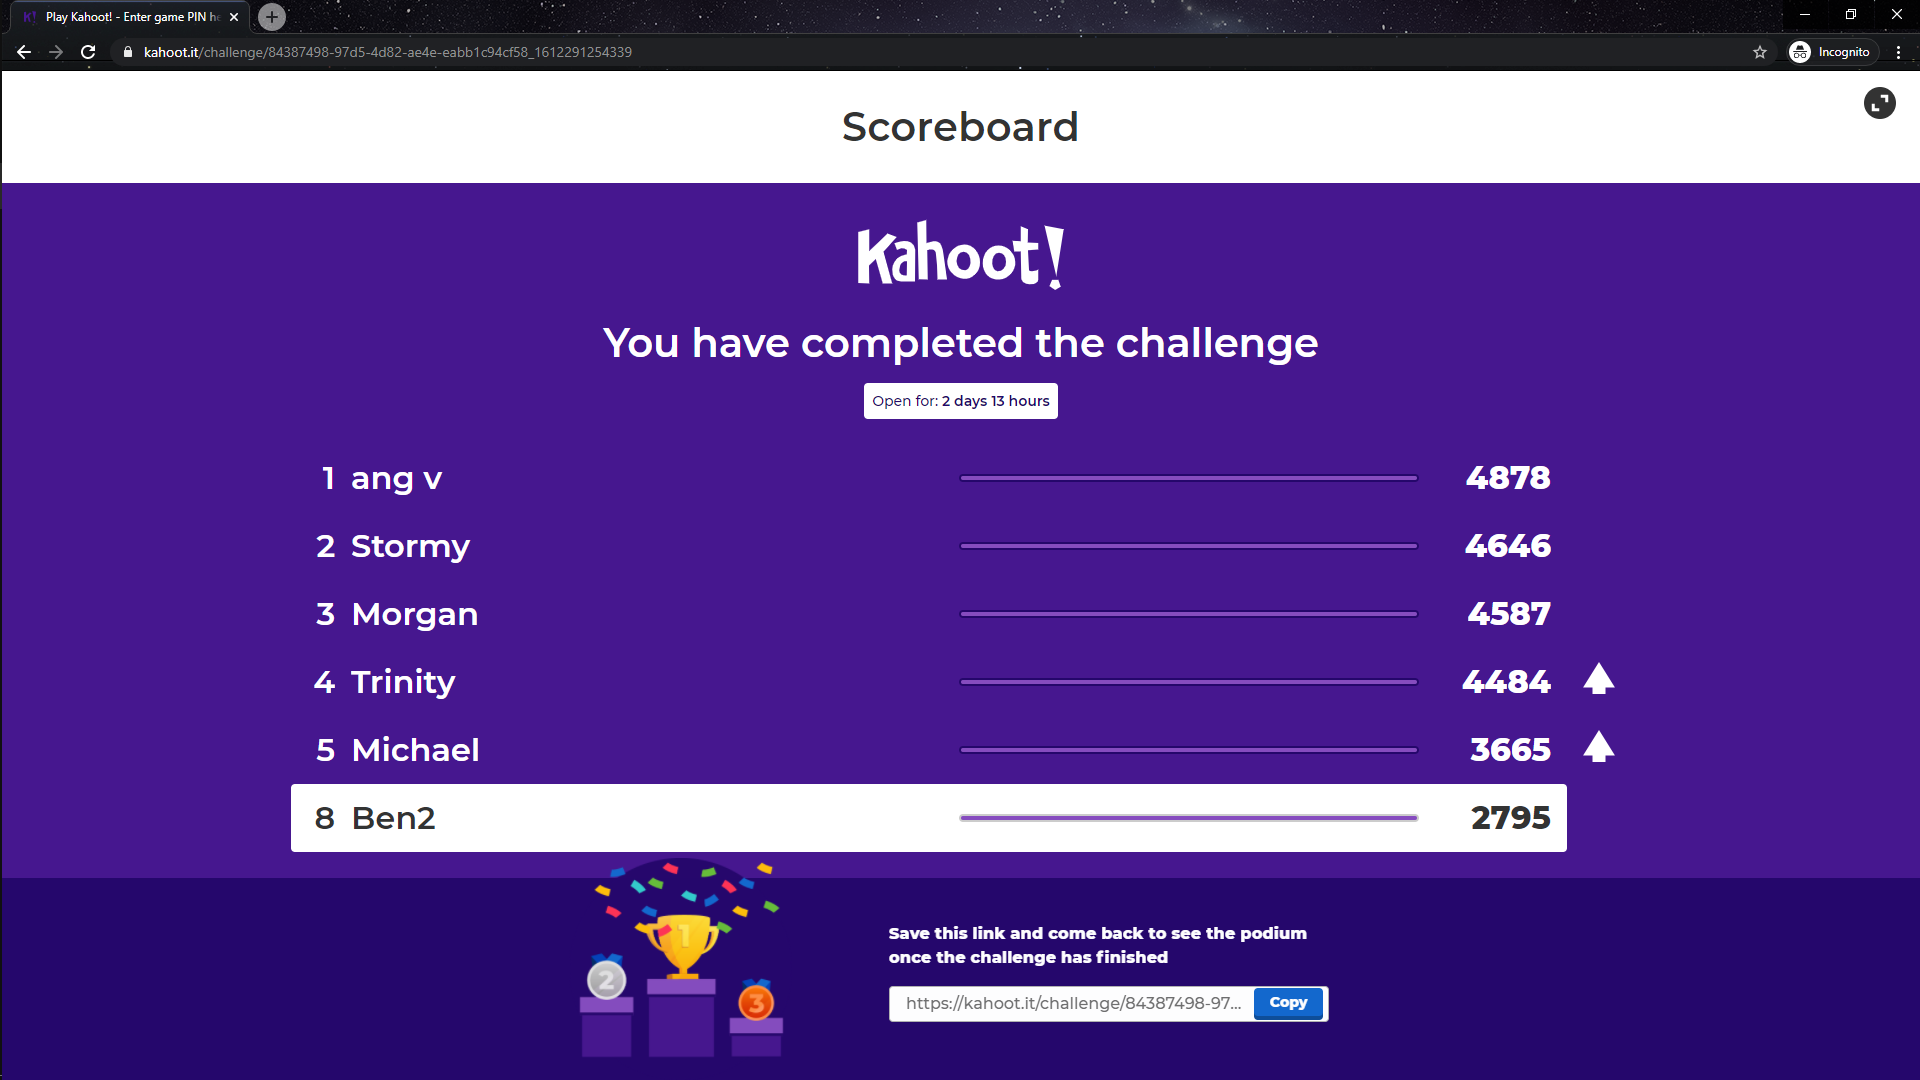 Play Kahoot! - Enter game PIN he
kahoot.it/challenge/84387498-97d5-4d82-ae4e-eabb1c94cf58_1612291254339
Incognito
Scoreboard
Kahoot!
You have completed the challenge
Open for: 2 days 13 hours
1 ang v 4878
2 Stormy 4646
3 Morgan 4587
4 Trinity 4484
5 Michael 3665
8 Ben2 2795
1
2
3
Save this link and come back to see the podium
once the challenge has finished
https://kahoot.it/challenge/84387498-97... Copy